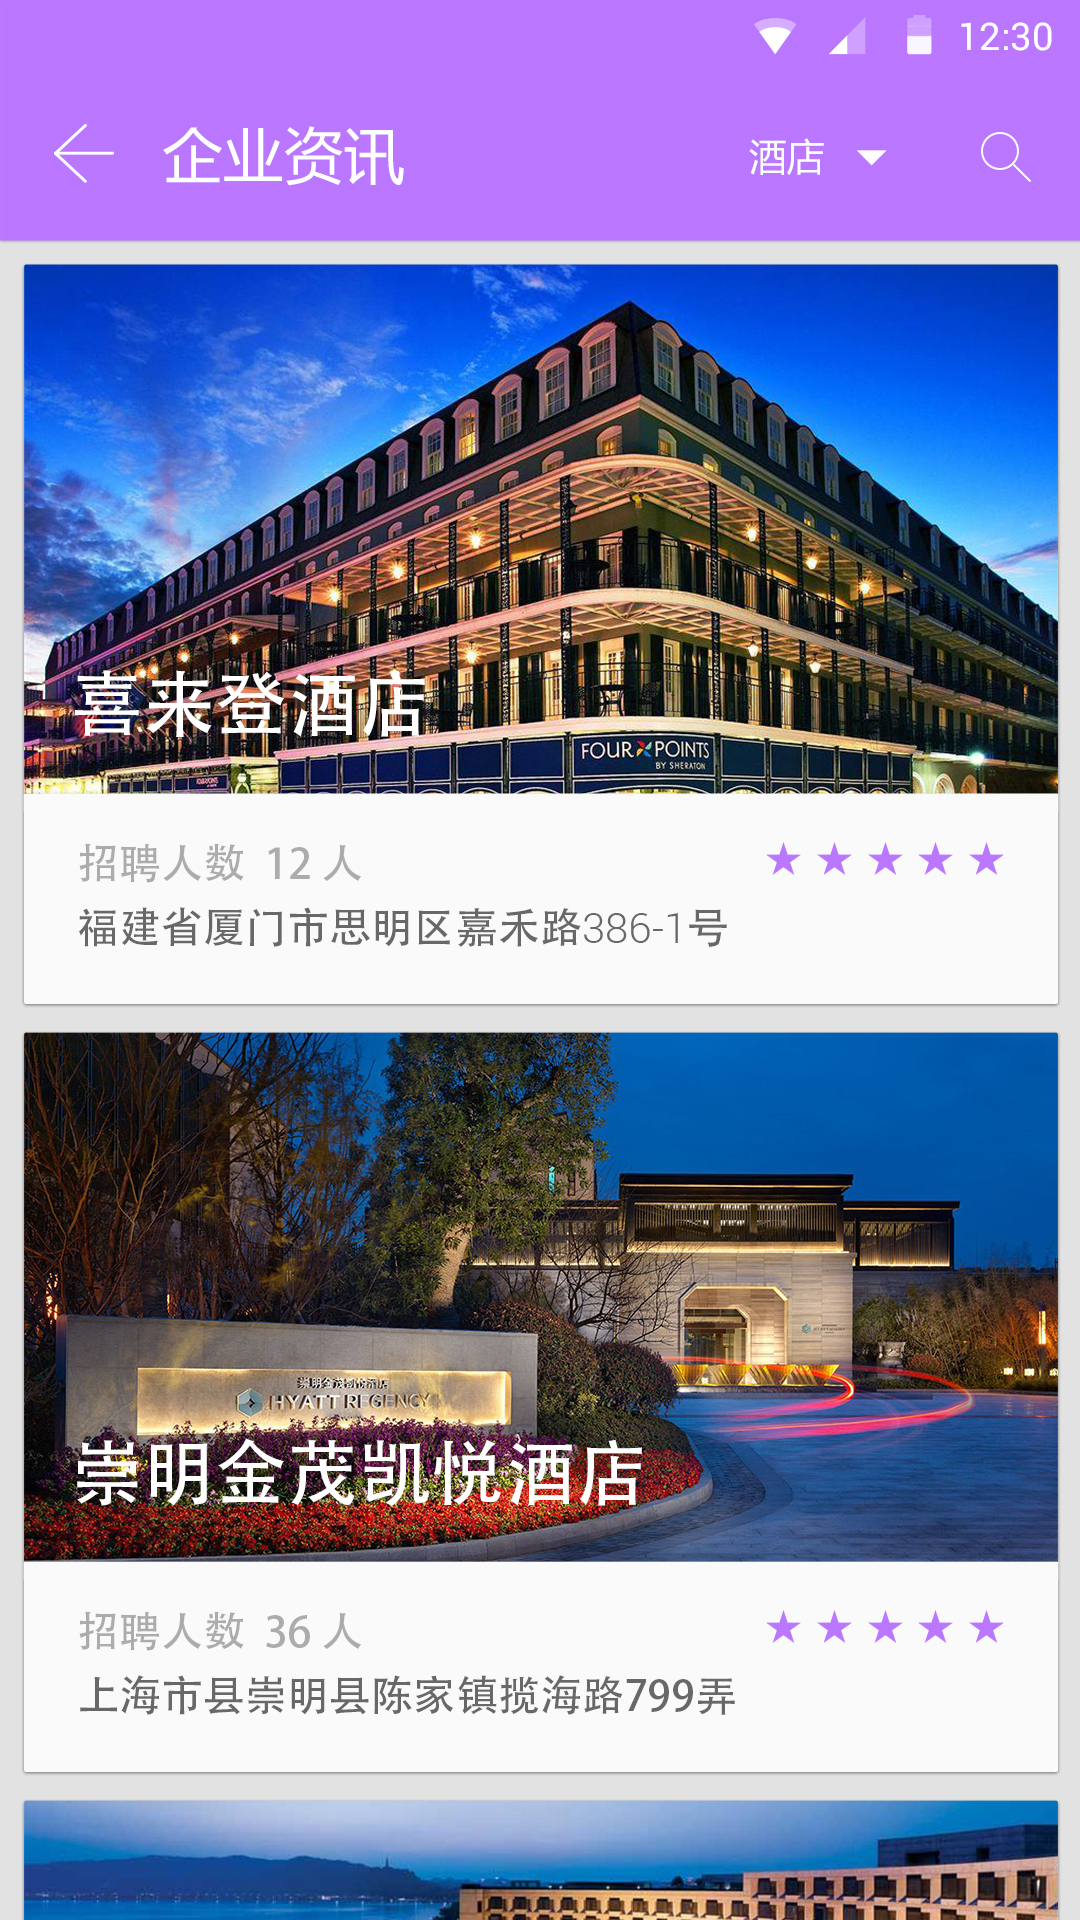 12:30
企业资讯
酒店
FOUR POINTS
BY SHERATON
喜来登酒店
招聘人数 12 人
福建省厦门市思明区嘉禾路386-1号
崇明金茂凯悦酒店
HYATT REGENCY
崇明金茂凯悦酒店
招聘人数 36 人
上海市县崇明县陈家镇揽海路799弄